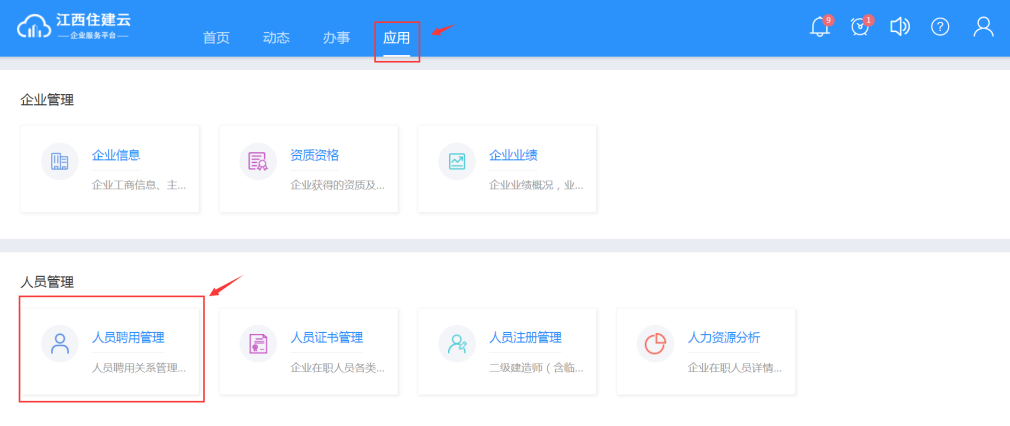 江西住建云
企业服务平台
首页 动态 办事 应用
9 1
企业管理
企业信息
企业工商信息、主...
资质资格
企业获得的资质及...
企业业绩
企业业绩概况，业...
人员管理
人员聘用管理
人员聘用关系管理...
人员证书管理
企业在职人员各类...
人员注册管理
二级建造师（含临...
人力资源分析
企业在职人员详情...